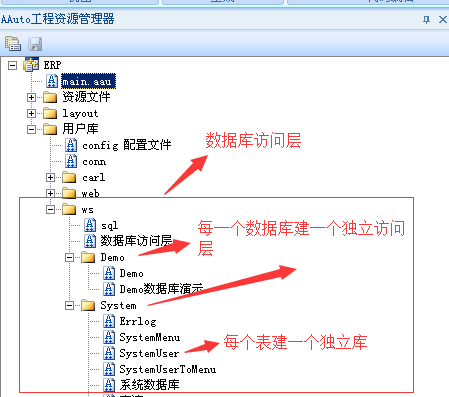 AAuto工程资源管理器
ERP
main.aau
资源文件
layout
用户库
config 配置文件
conn
数据库访问层
carl
web
ws
sql
数据库访问层
每一个数据库建一个独立访问
层
Demo
Demo
Demo数据库演示
System
Errlog
SystemMenu
SystemUser
每个表建一个独立库
SystemUserToMenu
系统数据库